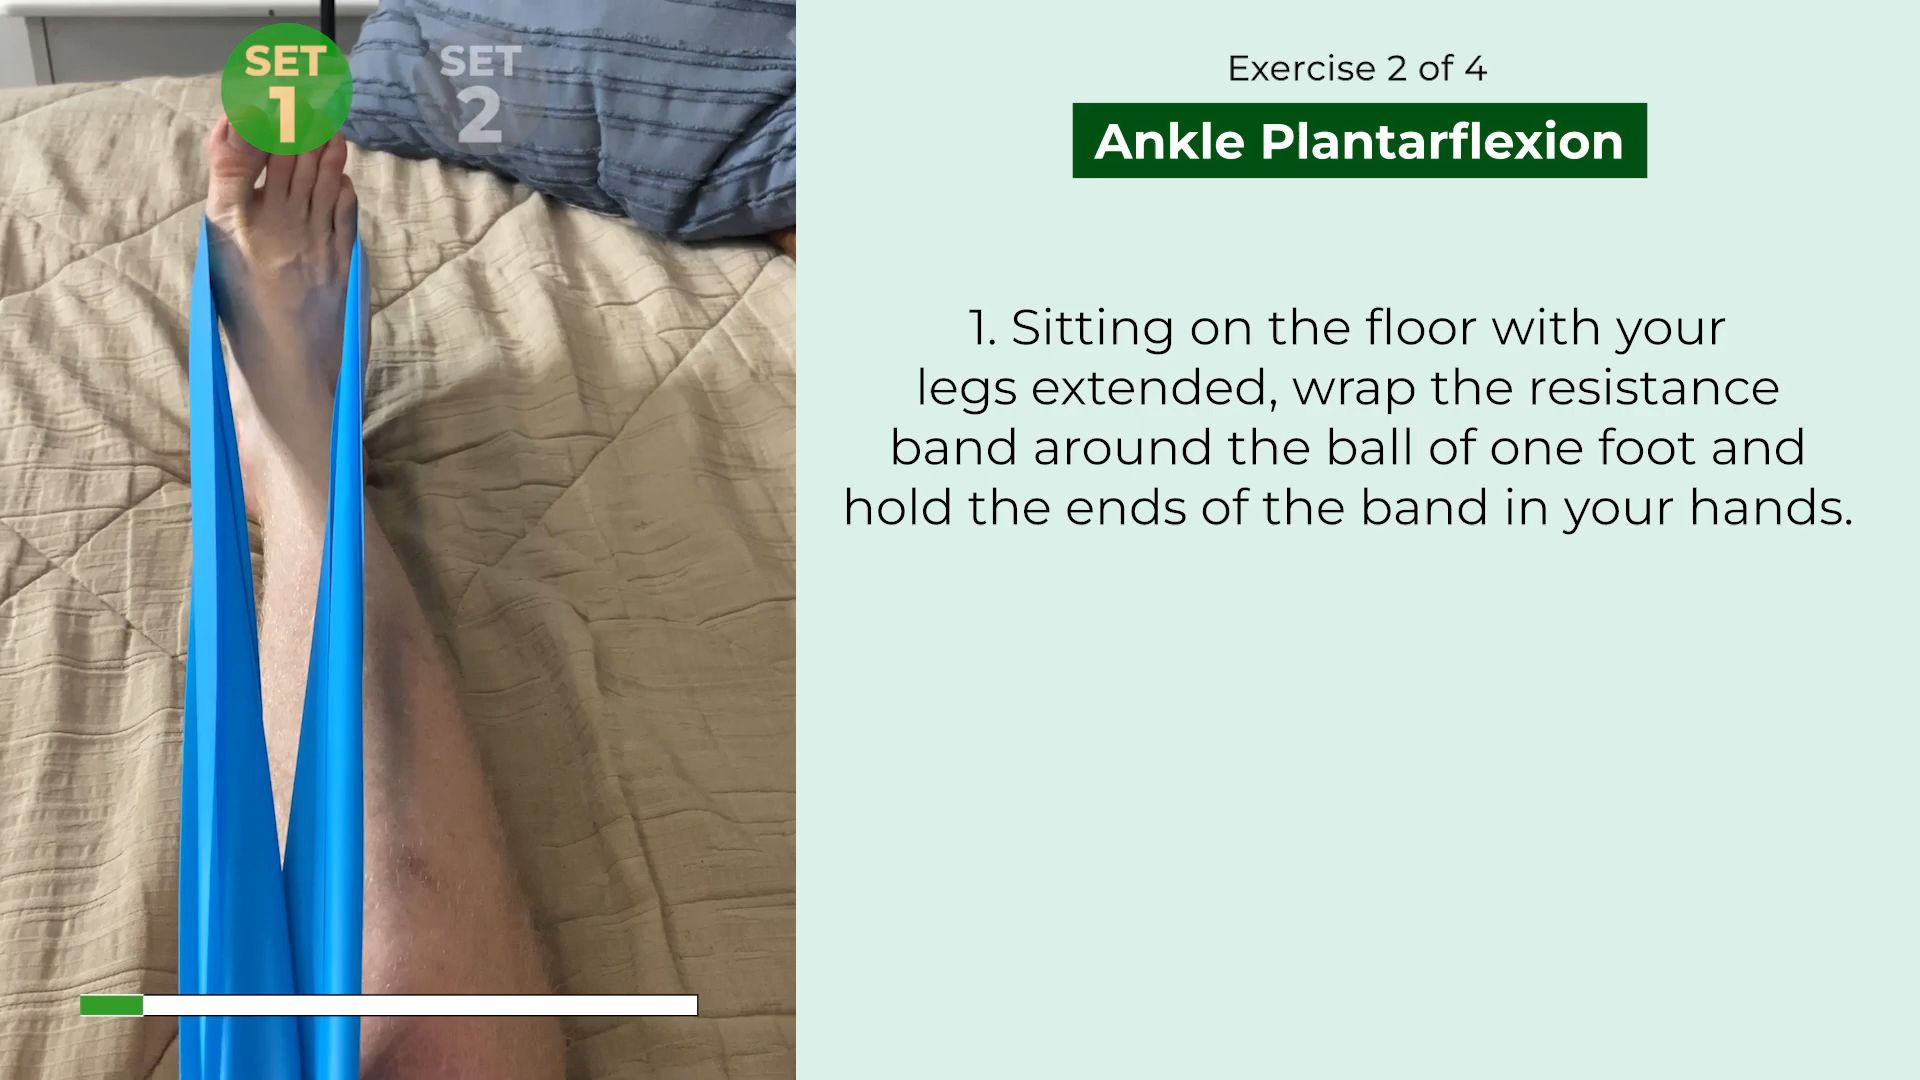 SET
1
SET
2
Exercise 2 of 4
Ankle Plantarflexion
1. Sitting on the floor with your
legs extended, wrap the resistance
band around the ball of one foot and
hold the ends of the band in your hands.